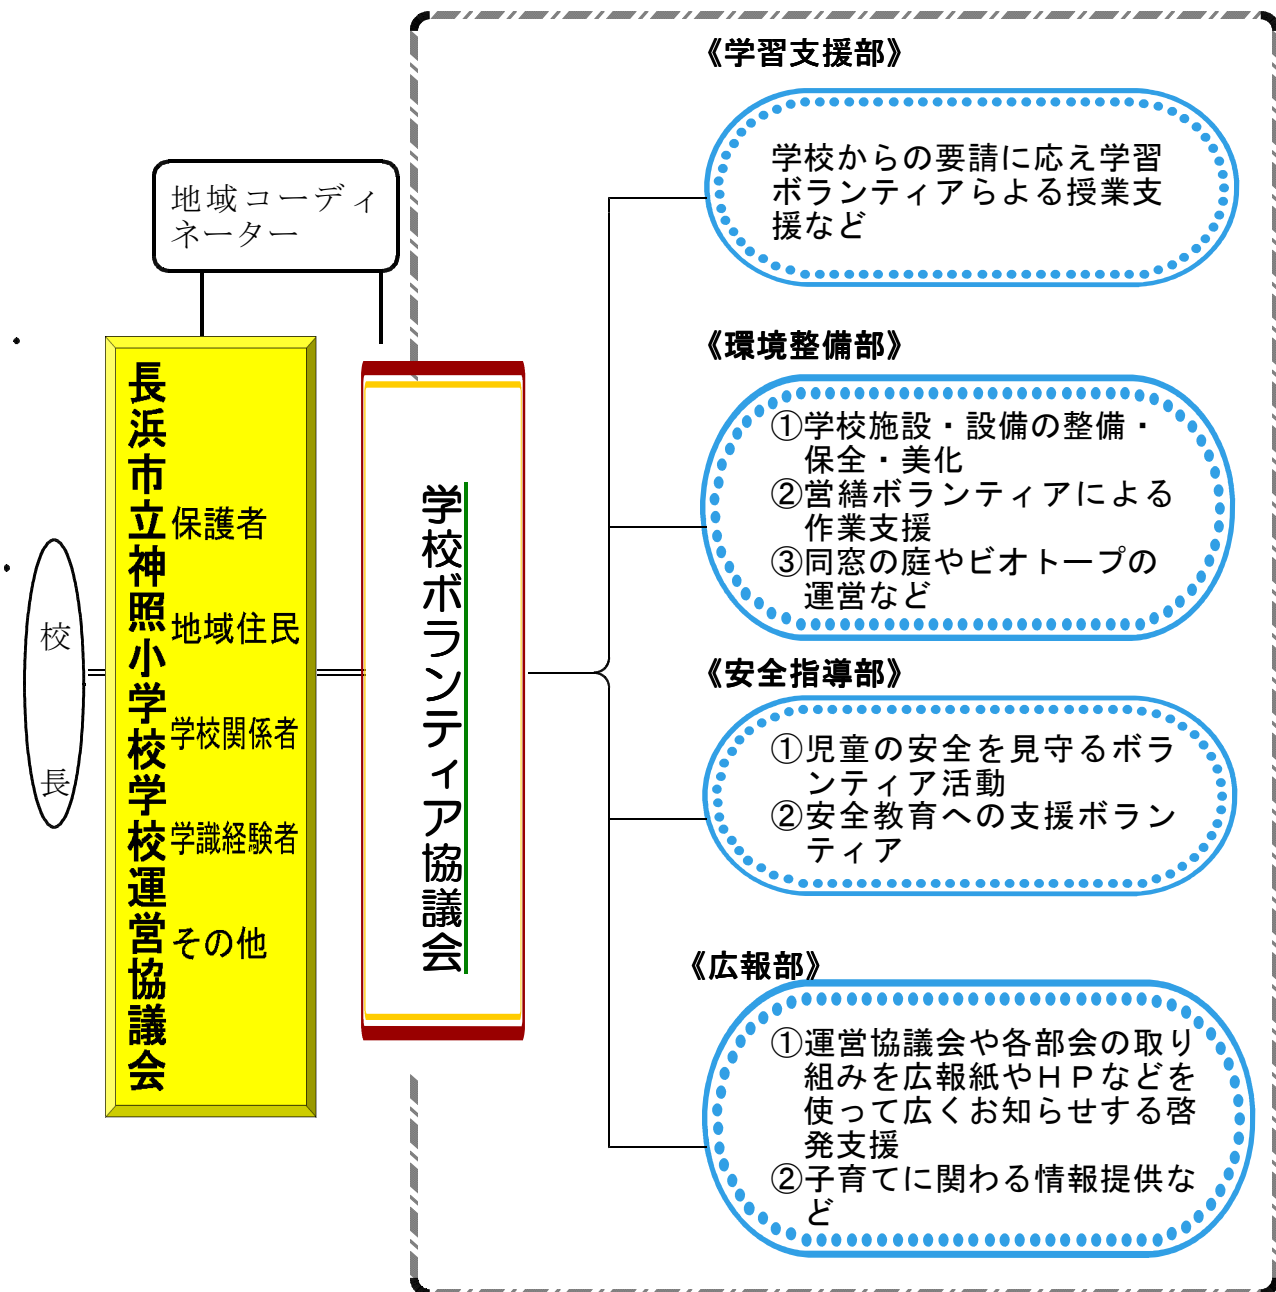 地域コーディ
ネーター
校長
長浜市立神照小学校学校運営協議会
保護者
地域住民
学校関係者
学識経験者
その他
学校ボランティア協議会
《学習支援部》
学校からの要請に応え学習
ボランティアらよる授業支
援など
《環境整備部》
①学校施設・設備の整備・
保全・美化
②営繕ボランティアによる
作業支援
③同窓の庭やビオトープの
運営など
《安全指導部》
①児童の安全を見守るボラ
ンティア活動
②安全教育への支援ボラン
ティア
《広報部》
①運営協議会や各部会の取り
組みを広報紙やＨＰなどを
使って広くお知らせする啓
発支援
②子育てに関わる情報提供な
ど